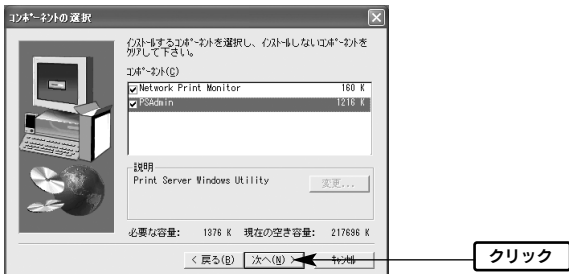 コンポーネントの選択
インストールするコンポーネントを選択し、インストールしないコンポーネントを
クリアして下さい。
コンポーネント(C)
Network Print Monitor 160 K
PSAdmin 1216 K
説明
Print Server Windows Utility
変更...
必要な容量: 1376 K 現在の空き容量: 217696 K
< 戻る(B) 次へ(N) > キャンセル
クリック